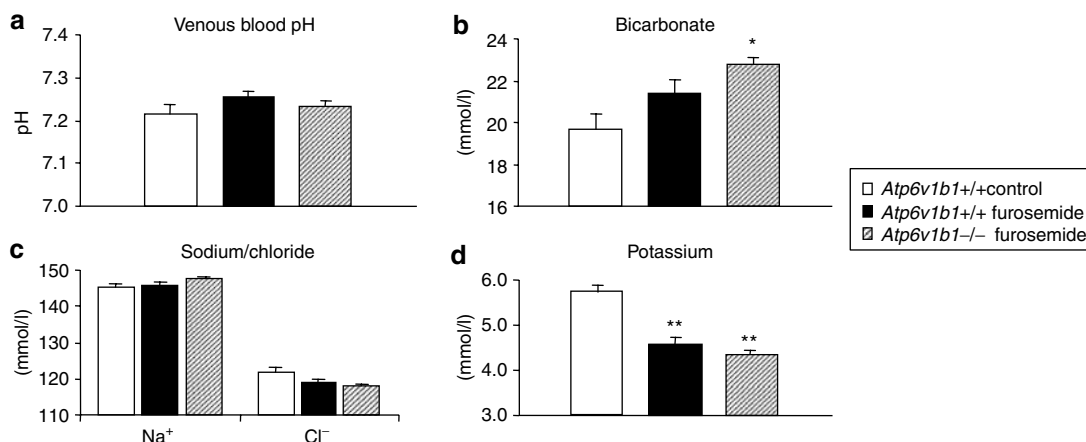 a
Venous blood pH
7.4
7.3
7.2
7.1
7.0
pH
b
Bicarbonate
24
22
20
18
16
(mmol/l)
*
Atp6v1b1+/+control
Atp6v1b1+/+ furosemide
Atp6v1b1−/− furosemide
c
Sodium/chloride
150
140
130
120
110
(mmol/l)
Na⁺
Cl⁻
d
Potassium
6.0
5.0
4.0
3.0
(mmol/l)
**
**